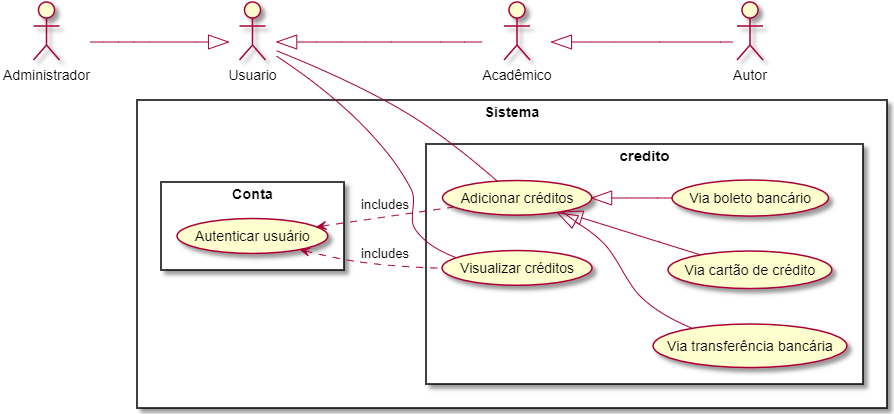 Administrador
Usuario
Acadêmico
Autor
Sistema
credito
Conta
Adicionar créditos
Via boleto bancário
includes
Autenticar usuário
includes
Visualizar créditos
Via cartão de crédito
Via transferência bancária